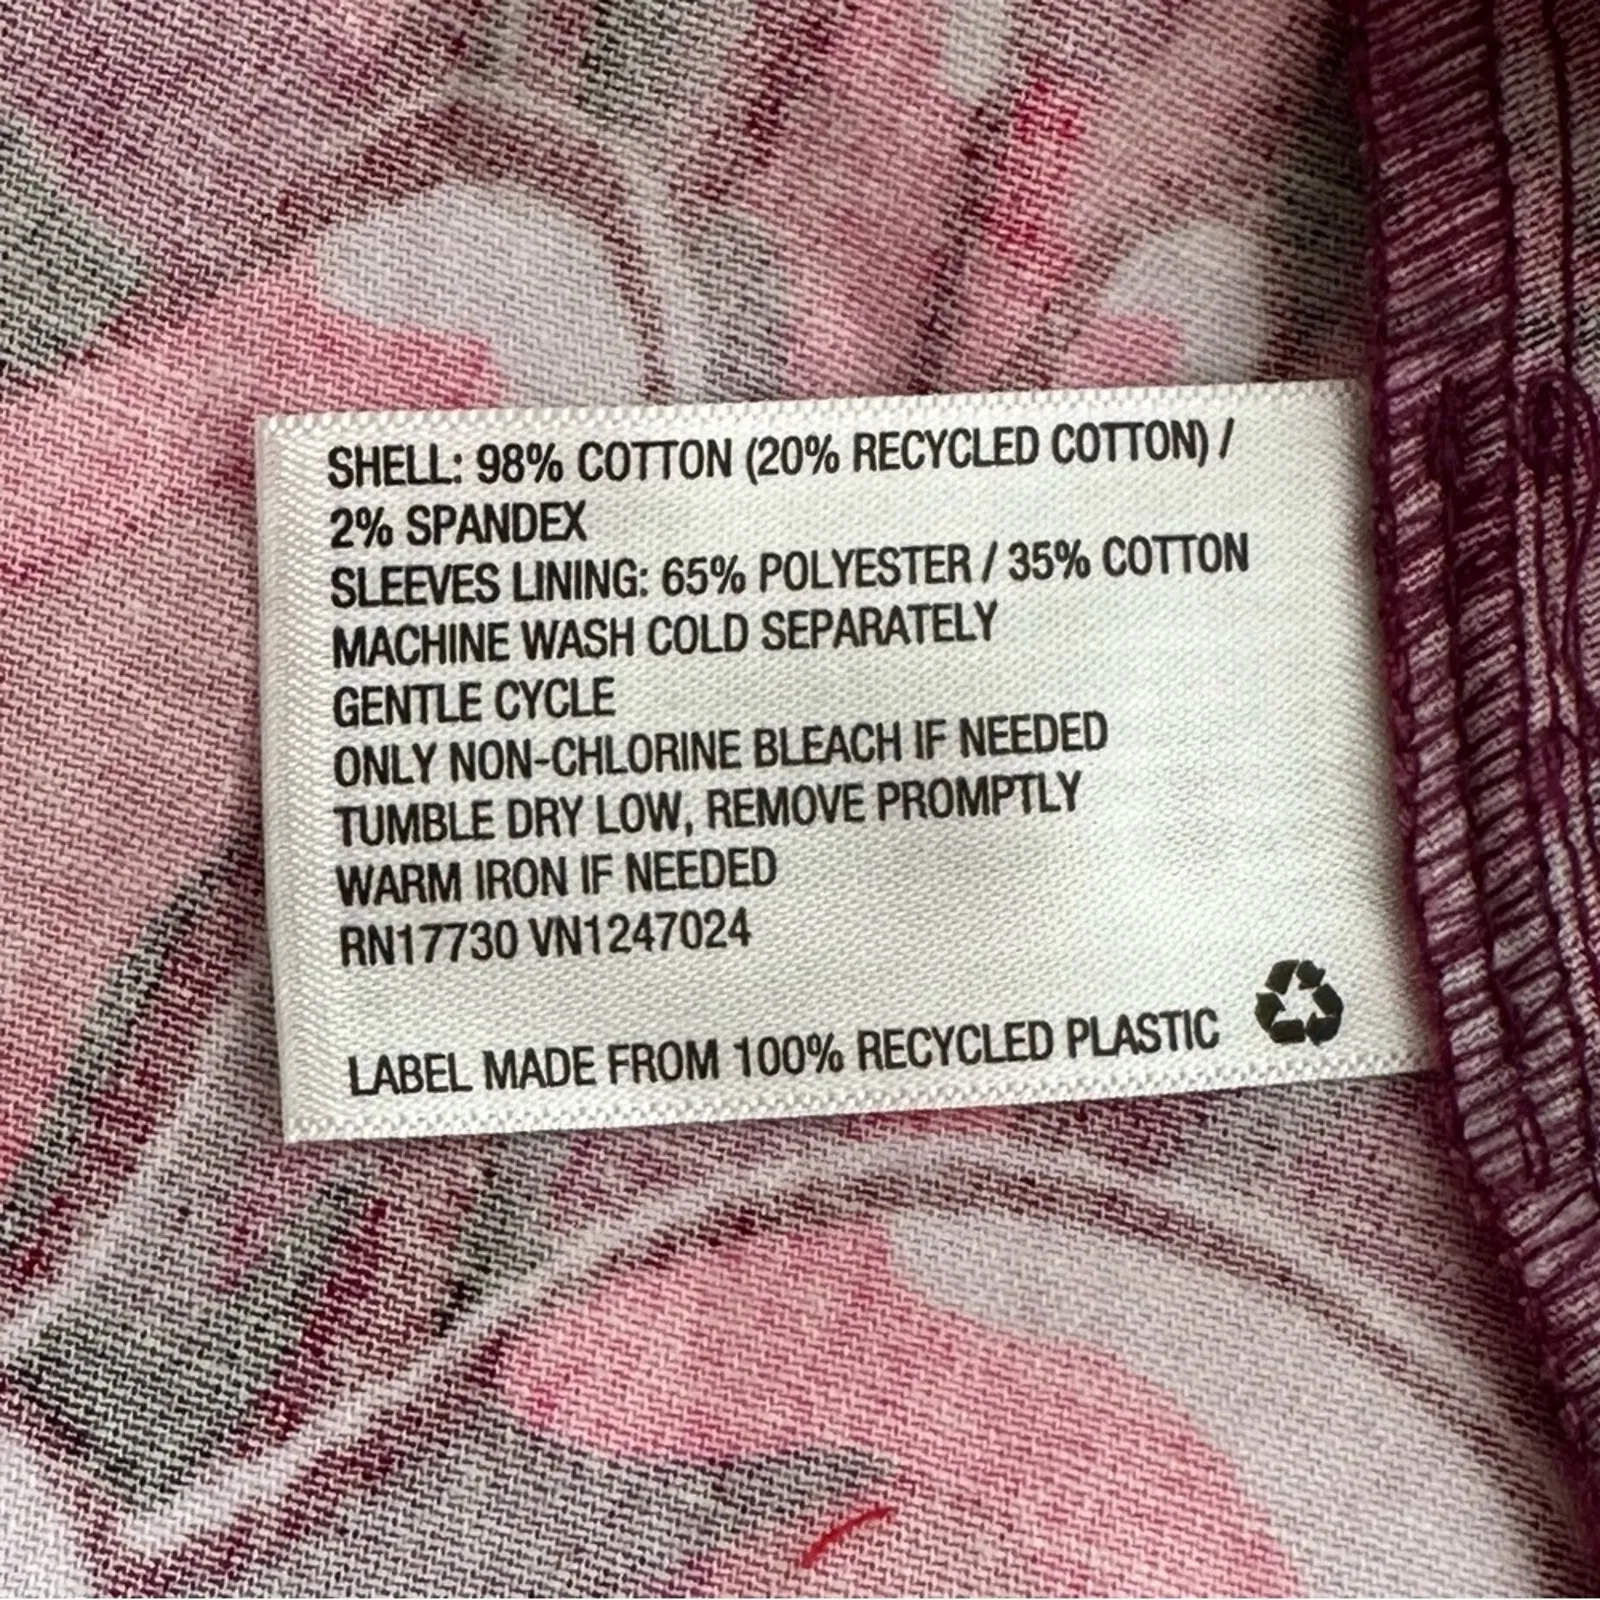 SHELL: 98% COTTON (20% RECYCLED COTTON) /
2% SPANDEX
SLEEVES LINING: 65% POLYESTER / 35% COTTON
MACHINE WASH COLD SEPARATELY
GENTLE CYCLE
ONLY NON-CHLORINE BLEACH IF NEEDED
TUMBLE DRY LOW, REMOVE PROMPTLY
WARM IRON IF NEEDED
RN17730 VN1247024
LABEL MADE FROM 100% RECYCLED PLASTIC